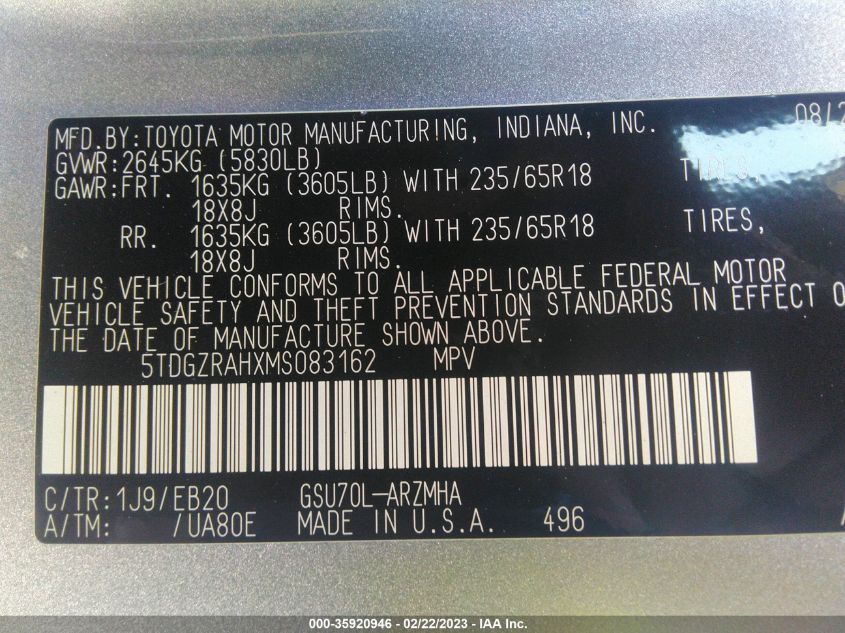 MFD.BY:TOYOTA MOTOR MANUFACTURING, INDIANA, INC. 08/2
GVWR:2645KG (5830LB)
GAWR:FRT. 1635KG (3605LB) WITH 235/65R18 TIRES,
18X8J RIMS.
RR. 1635KG (3605LB) WITH 235/65R18 TIRES,
18X8J RIMS.
THIS VEHICLE CONFORMS TO ALL APPLICABLE FEDERAL MOTOR
VEHICLE SAFETY AND THEFT PREVENTION STANDARDS IN EFFECT O
THE DATE OF MANUFACTURE SHOWN ABOVE.
5TDGZRAHXMS083162 MPV
C/TR:1J9/EB20 GSU70L-ARZMHA
A/TM: /UA80E MADE IN U.S.A. 496
000-35920946 - 02/22/2023 - IAA Inc.